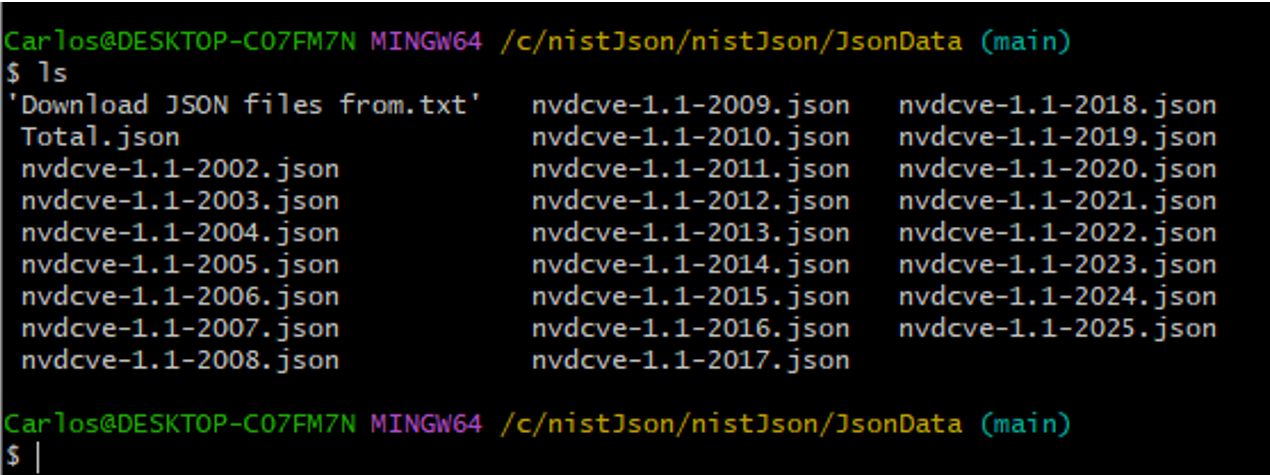 Carlos@DESKTOP-CO7FM7N MINGW64 /c/nistJson/nistJson/JsonData (main)
$ ls
'Download JSON files from.txt'   nvdcve-1.1-2009.json   nvdcve-1.1-2018.json
 Total.json                      nvdcve-1.1-2010.json   nvdcve-1.1-2019.json
 nvdcve-1.1-2002.json            nvdcve-1.1-2011.json   nvdcve-1.1-2020.json
 nvdcve-1.1-2003.json            nvdcve-1.1-2012.json   nvdcve-1.1-2021.json
 nvdcve-1.1-2004.json            nvdcve-1.1-2013.json   nvdcve-1.1-2022.json
 nvdcve-1.1-2005.json            nvdcve-1.1-2014.json   nvdcve-1.1-2023.json
 nvdcve-1.1-2006.json            nvdcve-1.1-2015.json   nvdcve-1.1-2024.json
 nvdcve-1.1-2007.json            nvdcve-1.1-2016.json   nvdcve-1.1-2025.json
 nvdcve-1.1-2008.json            nvdcve-1.1-2017.json
Carlos@DESKTOP-CO7FM7N MINGW64 /c/nistJson/nistJson/JsonData (main)
$